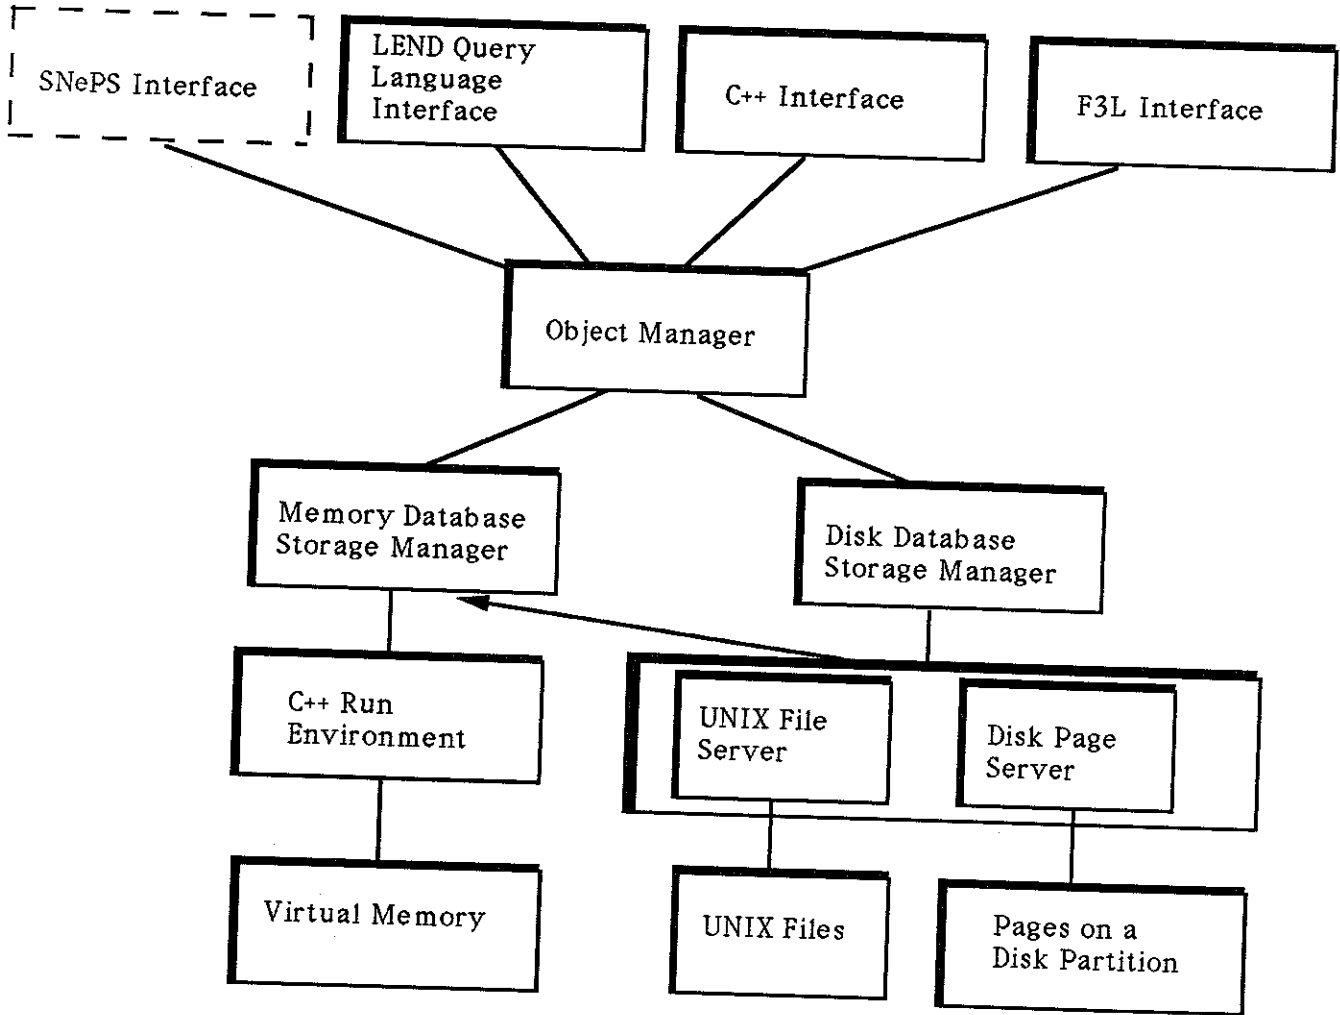 SNePS Interface
LEND Query
Language
Interface
C++ Interface
F3L Interface
Object Manager
Memory Database
Storage Manager
Disk Database
Storage Manager
C++ Run
Environment
UNIX File
Server
Disk Page
Server
Virtual Memory
UNIX Files
Pages on a
Disk Partition